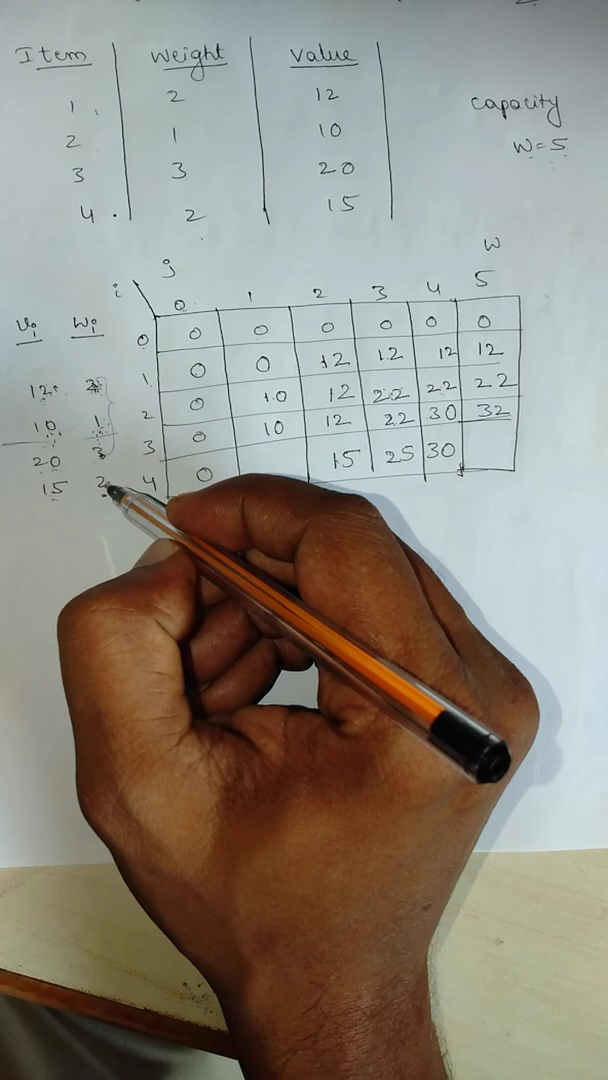 Item Weight Value
1 2 12
2 1 10
3 3 20
4 2 15
capacity
W=5
j W
i 0 1 2 3 4 5
vi wi
0 0 0 0 0 0 0
12 2 1 0 0 12 12 12 12
10 1 2 0 10 12 22 22 22
20 3 3 0 10 12 22 30 32
15 2 4 0 15 25 30